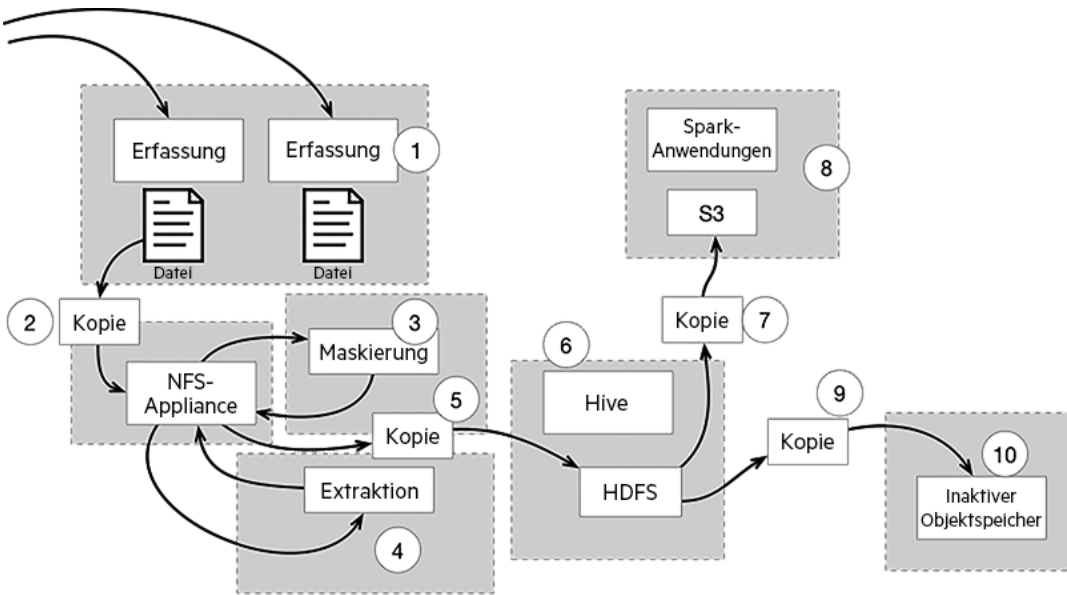 Erfassung
Erfassung
1
Datei
Datei
2
Kopie
NFS-
Appliance
3
Maskierung
5
Kopie
Extraktion
4
6
Hive
HDFS
Kopie
7
Spark-
Anwendungen
8
S3
9
Kopie
10
Inaktiver
Objektspeicher